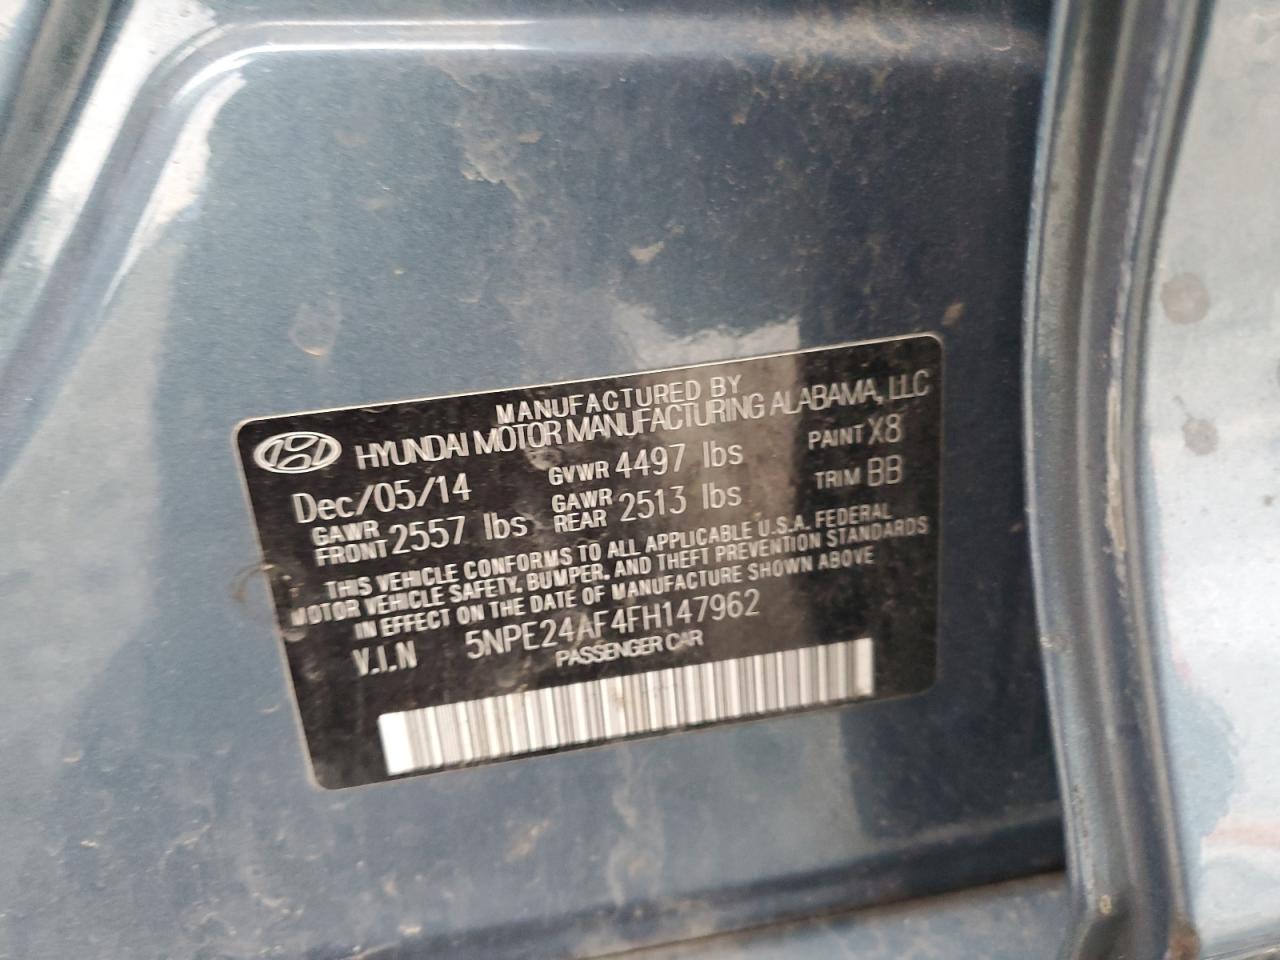 MANUFACTURED BY
HYUNDAI MOTOR MANUFACTURING ALABAMA, LLC
Dec/05/14 GVWR 4497 lbs PAINT X8
GAWR FRONT 2557 lbs GAWR REAR 2513 lbs TRIM BB
THIS VEHICLE CONFORMS TO ALL APPLICABLE U.S.A. FEDERAL
MOTOR VEHICLE SAFETY, BUMPER, AND THEFT PREVENTION STANDARDS
IN EFFECT ON THE DATE OF MANUFACTURE SHOWN ABOVE
V.I.N 5NPE24AF4FH147962
PASSENGER CAR